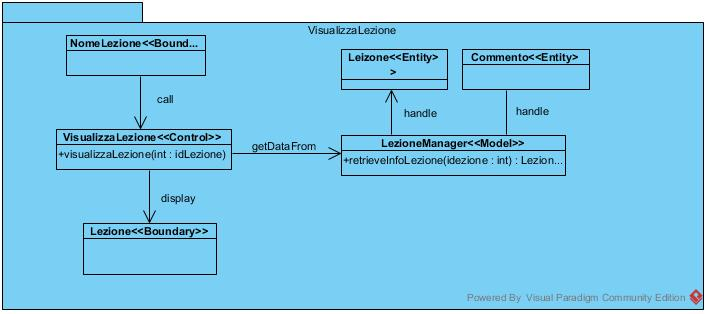 VisualizzaLezione
NomeLezione<<Bound...
Leizone<<Entity>
>
Commento<<Entity>
call
handle
handle
VisualizzaLezione<<Control>>
+visualizzaLezione(int : idLezione)
getDataFrom
LezioneManager<<Model>>
+retrieveInfoLezione(idezione : int) : Lezion...
display
Lezione<<Boundary>>
Powered By Visual Paradigm Community Edition